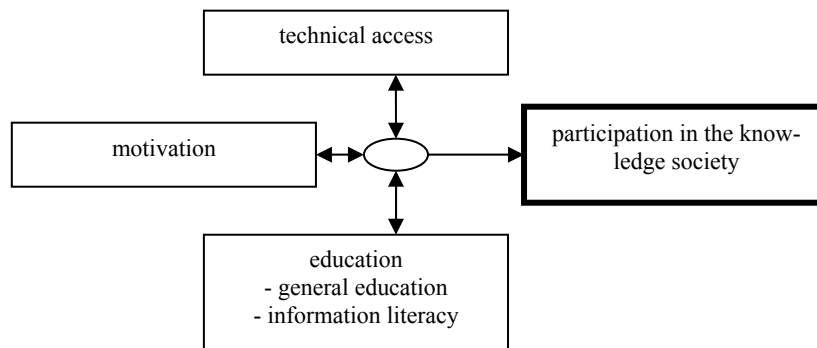 technical access
motivation
participation in the know-
ledge society
education
- general education
- information literacy